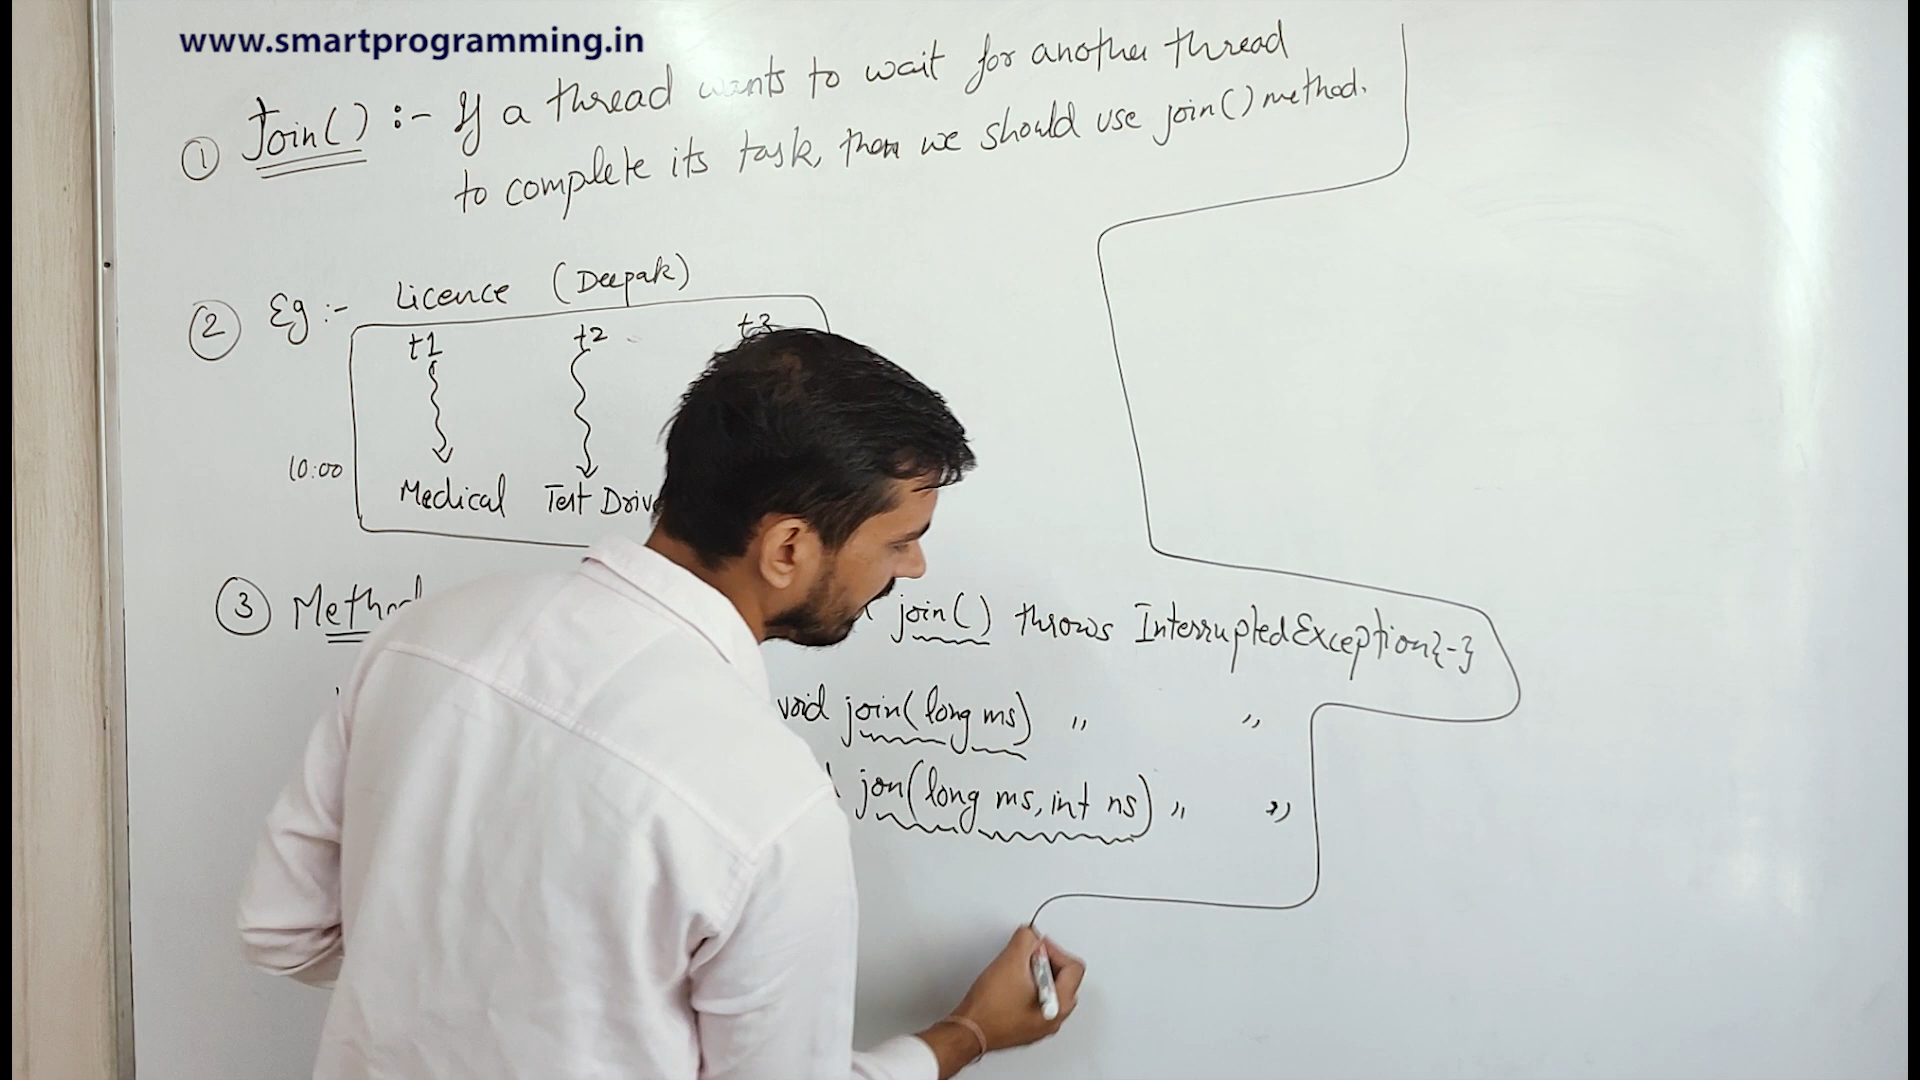 www.smartprogramming.in
① Join() :- If a thread wants to wait for another thread
to complete its task, then we should use join() method.
② Eg :- Licence (Deepak)
t1 t2 t3
10:00
Medical Test Drive
③ Method join() throws InterruptedException{-}
void join(long ms) " "
jon(long ms, int ns) " "